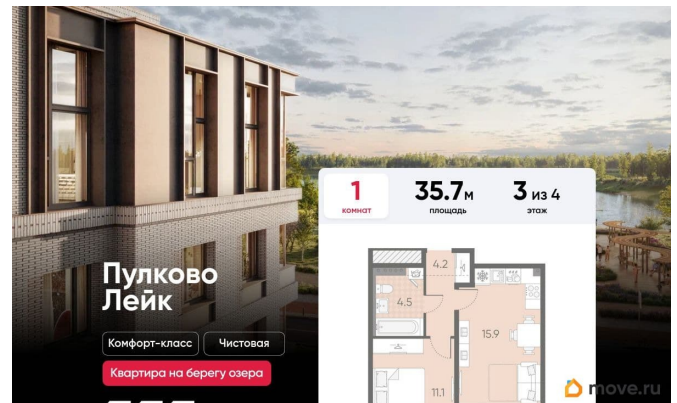 1
комнат
35.7м
площадь
3 из 4
этаж
4.2
4.5
15.9
11.1
Пулково
Лейк
Комфорт-класс
Чистовая
Квартира на берегу озера
move.ru